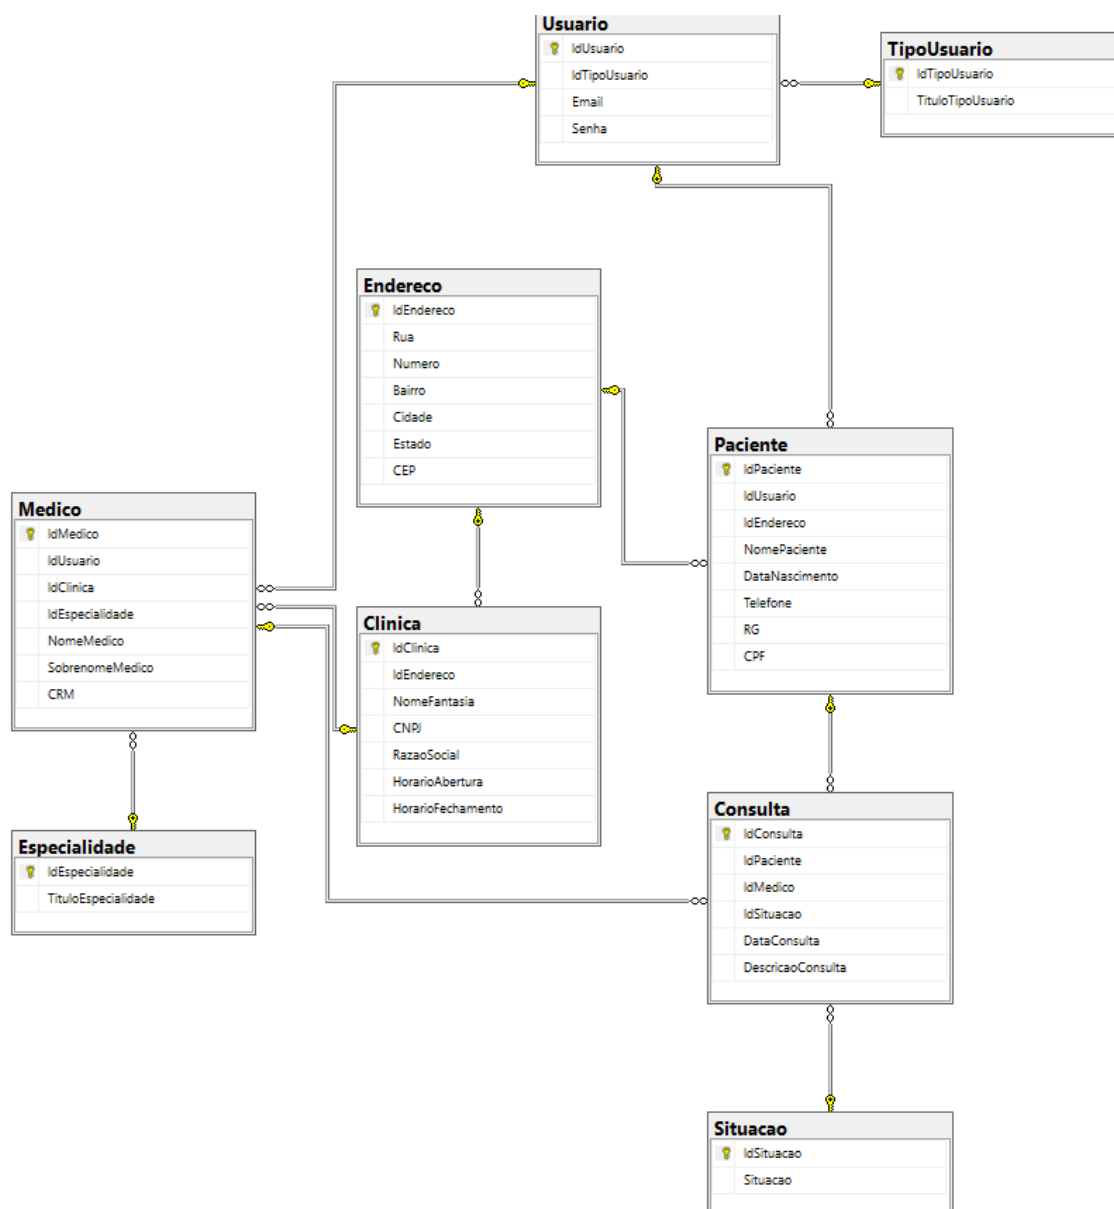 Usuario
IdUsuario
IdTipoUsuario
Email
Senha
TipoUsuario
IdTipoUsuario
TituloTipoUsuario
Endereco
IdEndereco
Rua
Numero
Bairro
Cidade
Estado
CEP
Paciente
IdPaciente
IdUsuario
IdEndereco
NomePaciente
DataNascimento
Telefone
RG
CPF
Medico
IdMedico
IdUsuario
IdClinica
IdEspecialidade
NomeMedico
SobrenomeMedico
CRM
Clinica
IdClinica
IdEndereco
NomeFantasia
CNPJ
RazaoSocial
HorarioAbertura
HorarioFechamento
Especialidade
IdEspecialidade
TituloEspecialidade
Consulta
IdConsulta
IdPaciente
IdMedico
IdSituacao
DataConsulta
DescricaoConsulta
Situacao
IdSituacao
Situacao